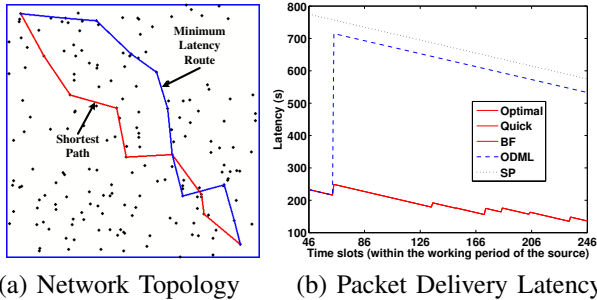 Minimum
Latency
Route
Shortest
Path
(a) Network Topology
800
700
600
500
400
300
200
100
Latency (s)
Optimal
Quick
BF
ODML
SP
46 86 126 166 206 246
Time slots (within the working period of the source)
(b) Packet Delivery Latency